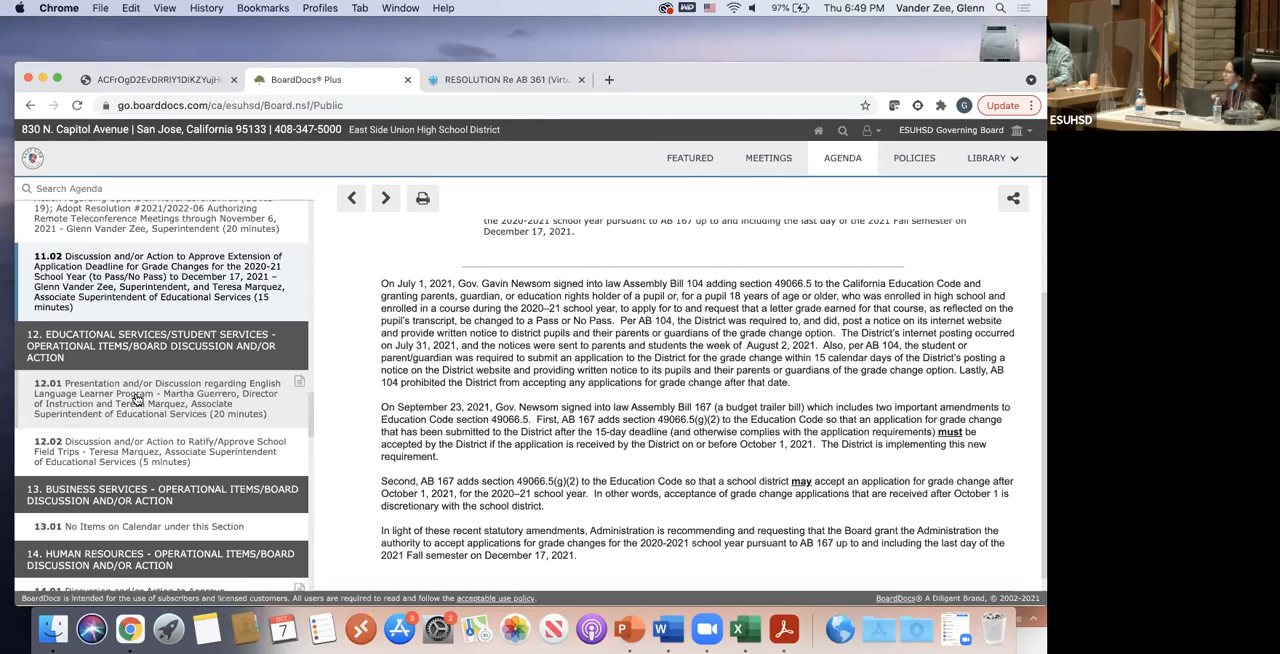 Chrome File Edit View History Bookmarks Profiles Tab Window Help 97% Thu 6:49 PM Vander Zee, Glenn
ACFrOgD2EvDRRlY1DIKZYujH BoardDocs® Plus RESOLUTION Re AB 361 (Virtu
go.boarddocs.com/ca/esuhsd/Board.nsf/Public G Update
830 N. Capitol Avenue | San Jose, California 95133 | 408-347-5000 East Side Union High School District ESUHSD Governing Board
FEATURED MEETINGS AGENDA POLICIES LIBRARY
Search Agenda
19); Adopt Resolution #2021/2022-06 Authorizing
Remote Teleconference Meetings through November 6,
2021 - Glenn Vander Zee, Superintendent (20 minutes)
11.02 Discussion and/or Action to Approve Extension of
Application Deadline for Grade Changes for the 2020-21
School Year (to Pass/No Pass) to December 17, 2021 –
Glenn Vander Zee, Superintendent, and Teresa Marquez,
Associate Superintendent of Educational Services (15
minutes)
12. EDUCATIONAL SERVICES/STUDENT SERVICES -
OPERATIONAL ITEMS/BOARD DISCUSSION AND/OR
ACTION
12.01 Presentation and/or Discussion regarding English
Language Learner Program - Martha Guerrero, Director
of Instruction and Teresa Marquez, Associate
Superintendent of Educational Services (20 minutes)
12.02 Discussion and/or Action to Ratify/Approve School
Field Trips - Teresa Marquez, Associate Superintendent
of Educational Services (5 minutes)
13. BUSINESS SERVICES - OPERATIONAL ITEMS/BOARD
DISCUSSION AND/OR ACTION
13.01 No Items on Calendar under this Section
14. HUMAN RESOURCES - OPERATIONAL ITEMS/BOARD
DISCUSSION AND/OR ACTION
the 2020-2021 school year pursuant to AB 167 up to and including the last day of the 2021 Fall semester on
December 17, 2021.
On July 1, 2021, Gov. Gavin Newsom signed into law Assembly Bill 104 adding section 49066.5 to the California Education Code and
granting parents, guardian, or education rights holder of a pupil or, for a pupil 18 years of age or older, who was enrolled in high school and
enrolled in a course during the 2020–21 school year, to apply for and request that a letter grade earned for that course, as reflected on the
pupil's transcript, be changed to a Pass or No Pass. Per AB 104, the District was required to, and did, post a notice on its internet website
and provide written notice to district pupils and their parents or guardians of the grade change option. The District's internet posting occurred
on July 31, 2021, and the notices were sent to parents and students the week of August 2, 2021. Also, per AB 104, the student or
parent/guardian was required to submit an application to the District for the grade change within 15 calendar days of the District's posting a
notice on the District website and providing written notice to its pupils and their parents or guardians of the grade change option. Lastly, AB
104 prohibited the District from accepting any applications for grade change after that date.
On September 23, 2021, Gov. Newsom signed into law Assembly Bill 167 (a budget trailer bill) which includes two important amendments to
Education Code section 49066.5. First, AB 167 adds section 49066.5(g)(2) to the Education Code so that an application for grade change
that has been submitted to the District after the 15-day deadline (and otherwise complies with the application requirements) must be
accepted by the District if the application is received by the District on or before October 1, 2021. The District is implementing this new
requirement.
Second, AB 167 adds section 49066.5(g)(2) to the Education Code so that a school district may accept an application for grade change after
October 1, 2021, for the 2020–21 school year. In other words, acceptance of grade change applications that are received after October 1 is
discretionary with the school district.
In light of these recent statutory amendments, Administration is recommending and requesting that the Board grant the Administration the
authority to accept applications for grade changes for the 2020-2021 school year pursuant to AB 167 up to and including the last day of the
2021 Fall semester on December 17, 2021.
BoardDocs is intended for the use of subscribers and licensed customers. All users are required to read and follow the acceptable use policy. BoardDocs® A Diligent Brand, © 2002-2021
OCT 7 3 2
ESUHSD